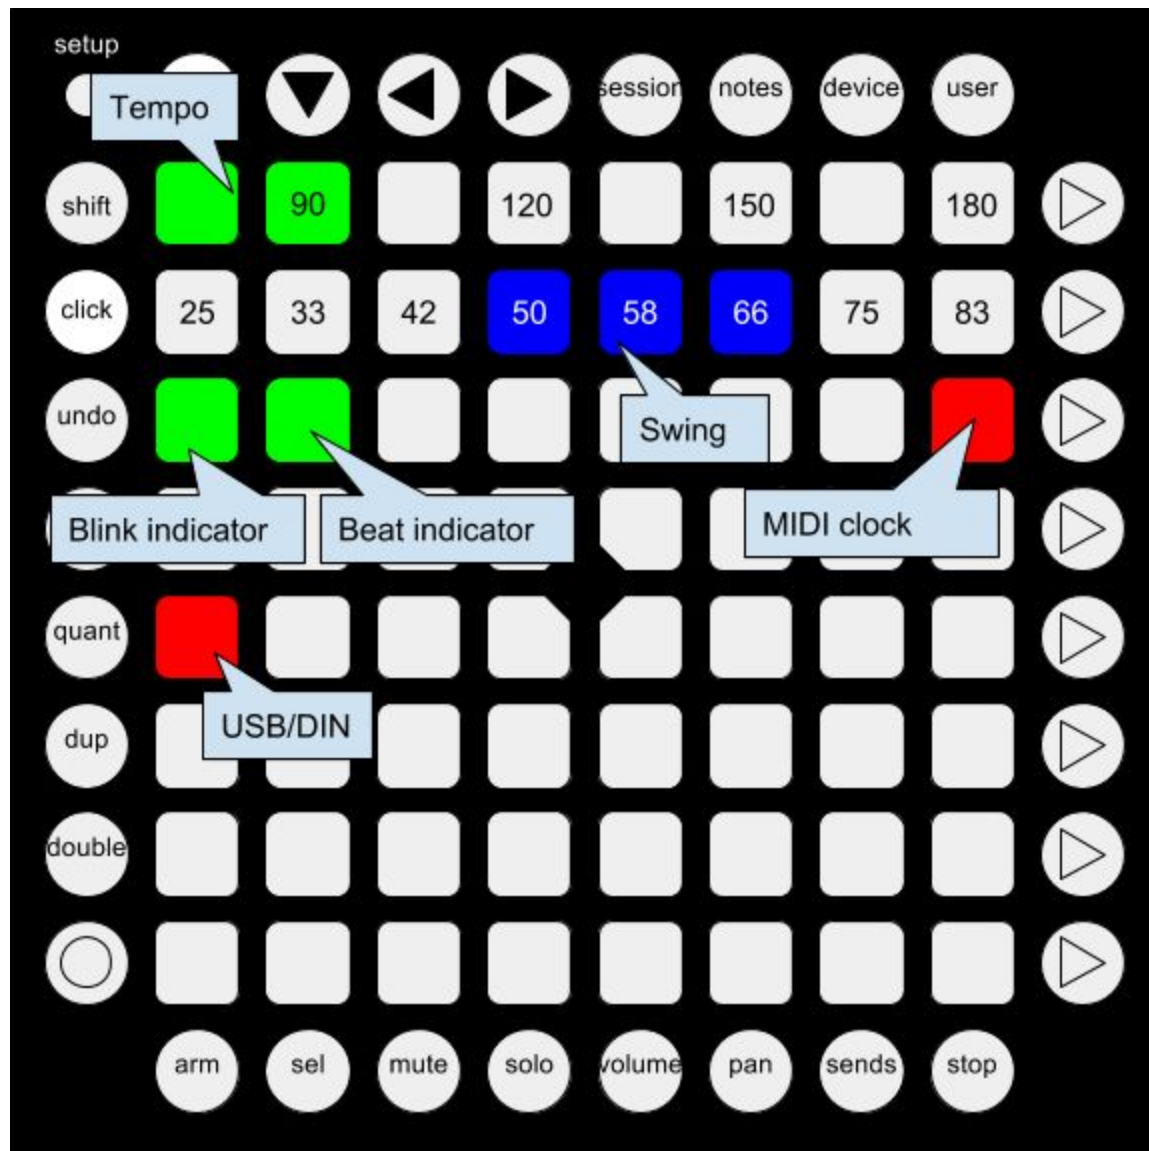 setup
Tempo
session
notes
device
user
shift
90
120
150
180
click
25
33
42
50
58
66
75
83
undo
Swing
Blink indicator
Beat indicator
MIDI clock
quant
USB/DIN
dup
double
arm
sel
mute
solo
volume
pan
sends
stop